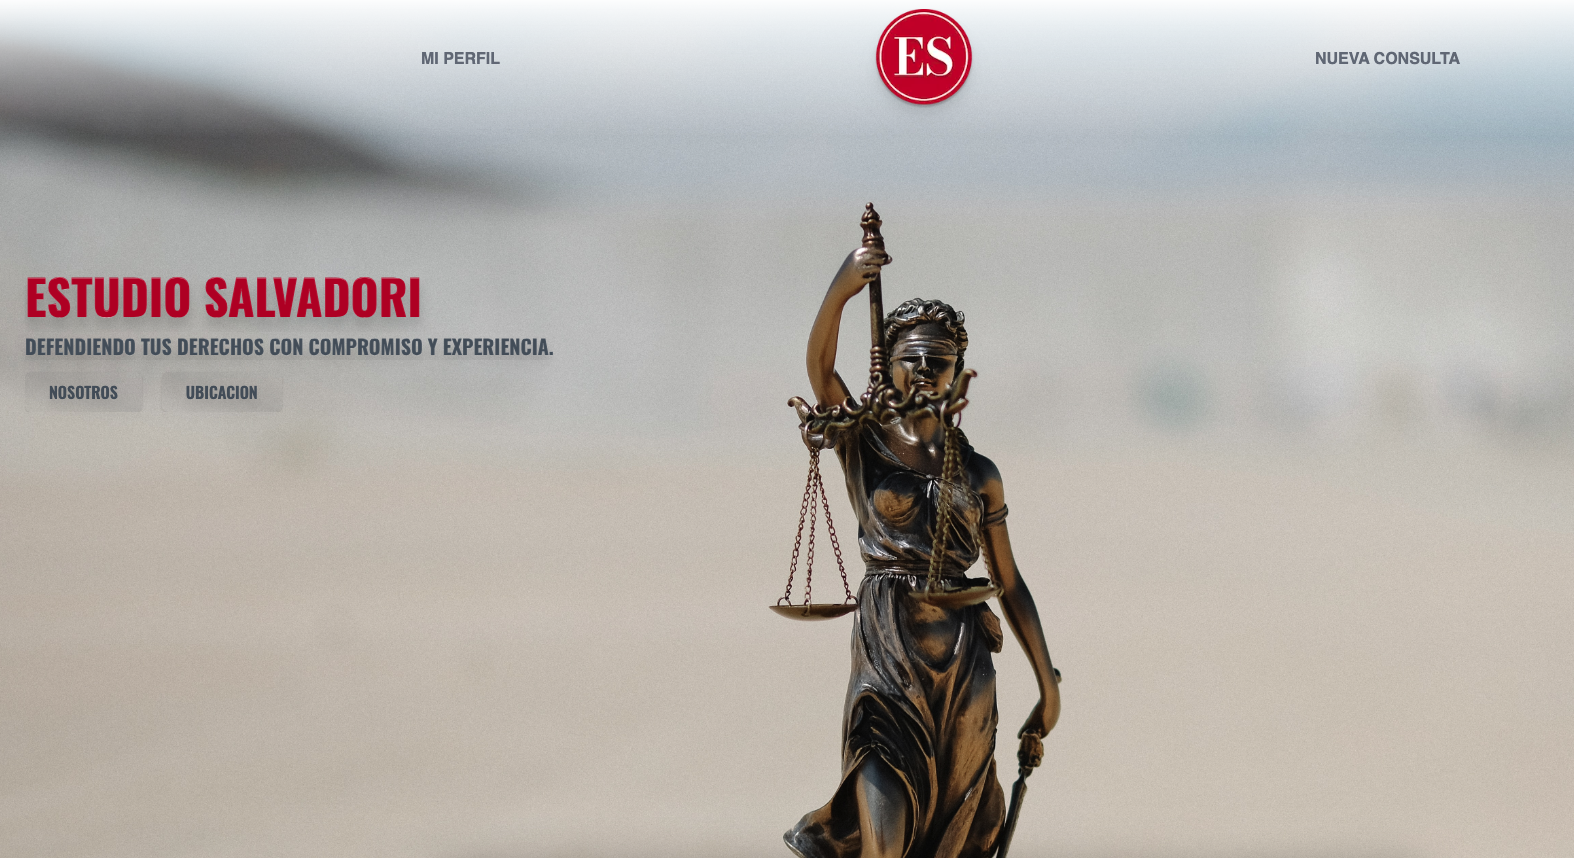 MI PERFIL
ES
NUEVA CONSULTA
ESTUDIO SALVADORI
DEFENDIENDO TUS DERECHOS CON COMPROMISO Y EXPERIENCIA.
NOSOTROS
UBICACION